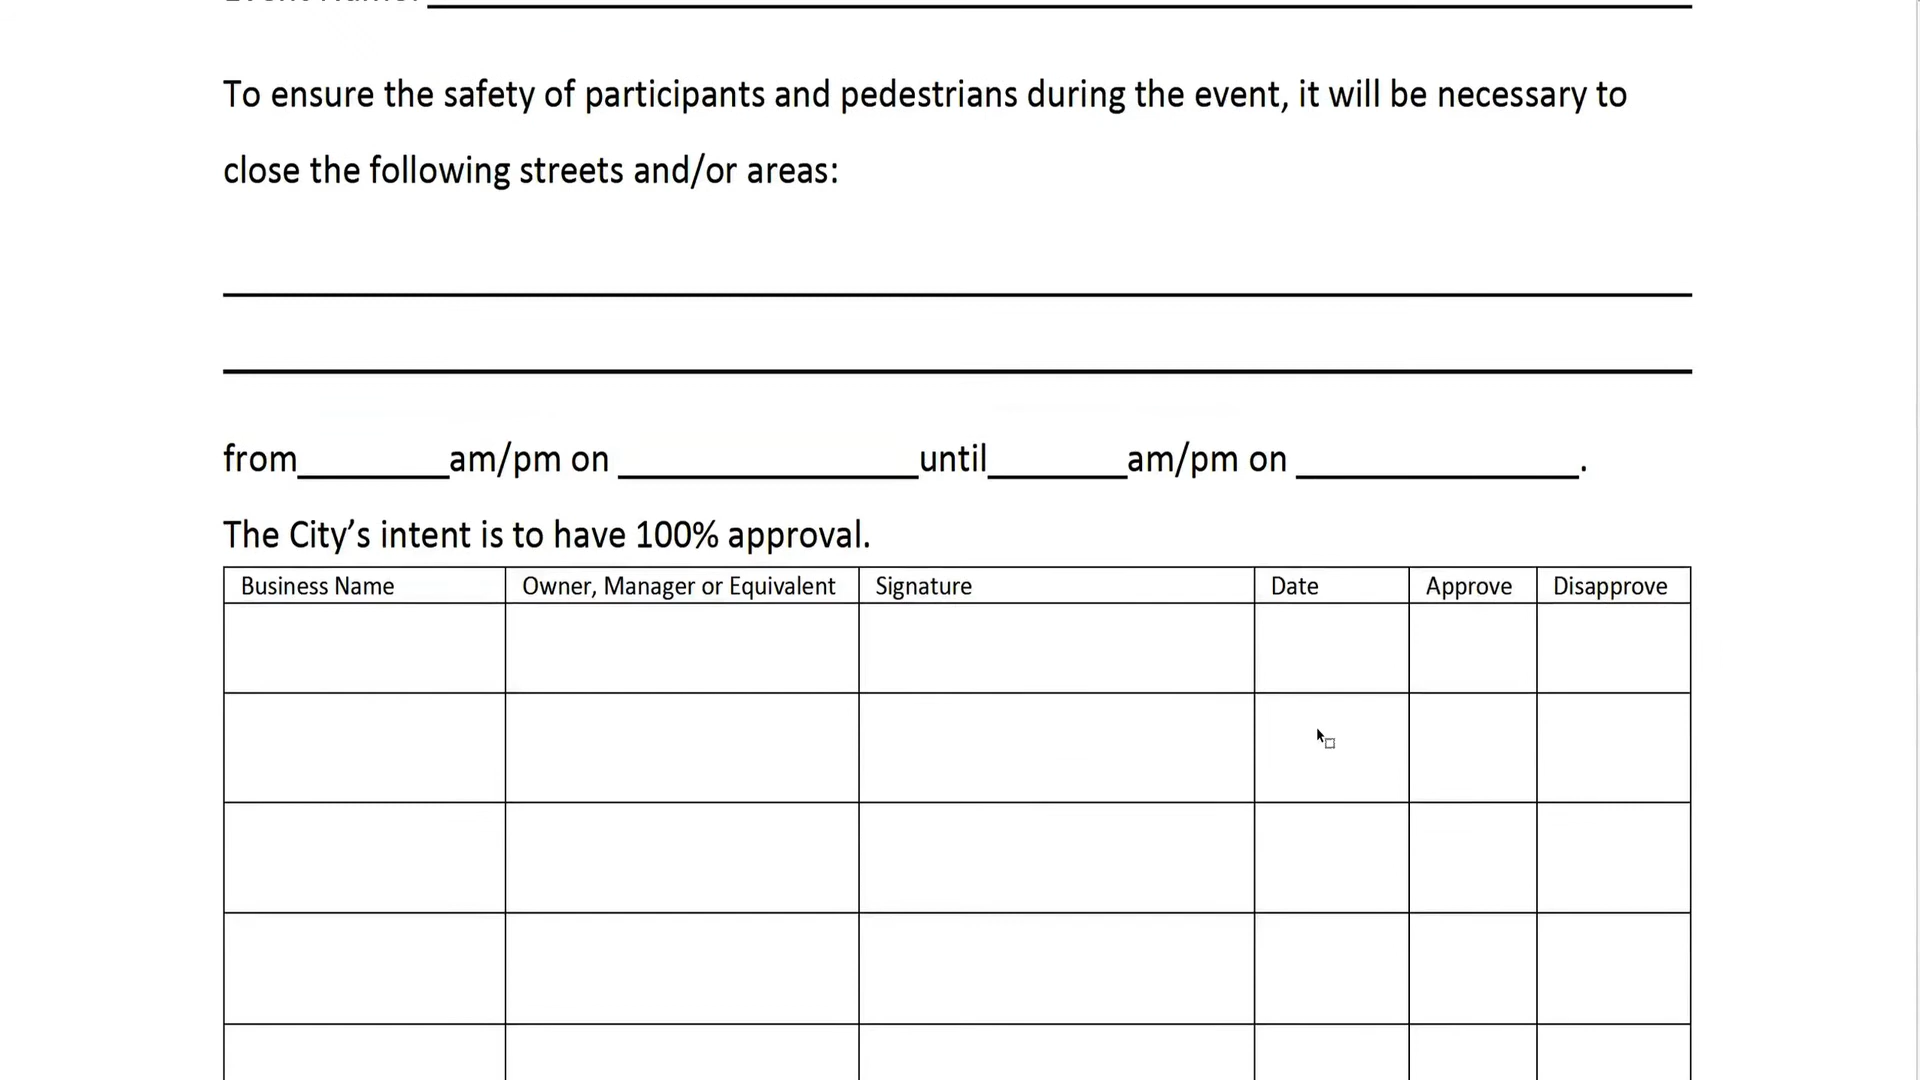 To ensure the safety of participants and pedestrians during the event, it will be necessary to
close the following streets and/or areas:
from________am/pm on ________________until_______am/pm on _______________.
The City’s intent is to have 100% approval.
Business Name Owner, Manager or Equivalent Signature Date Approve Disapprove